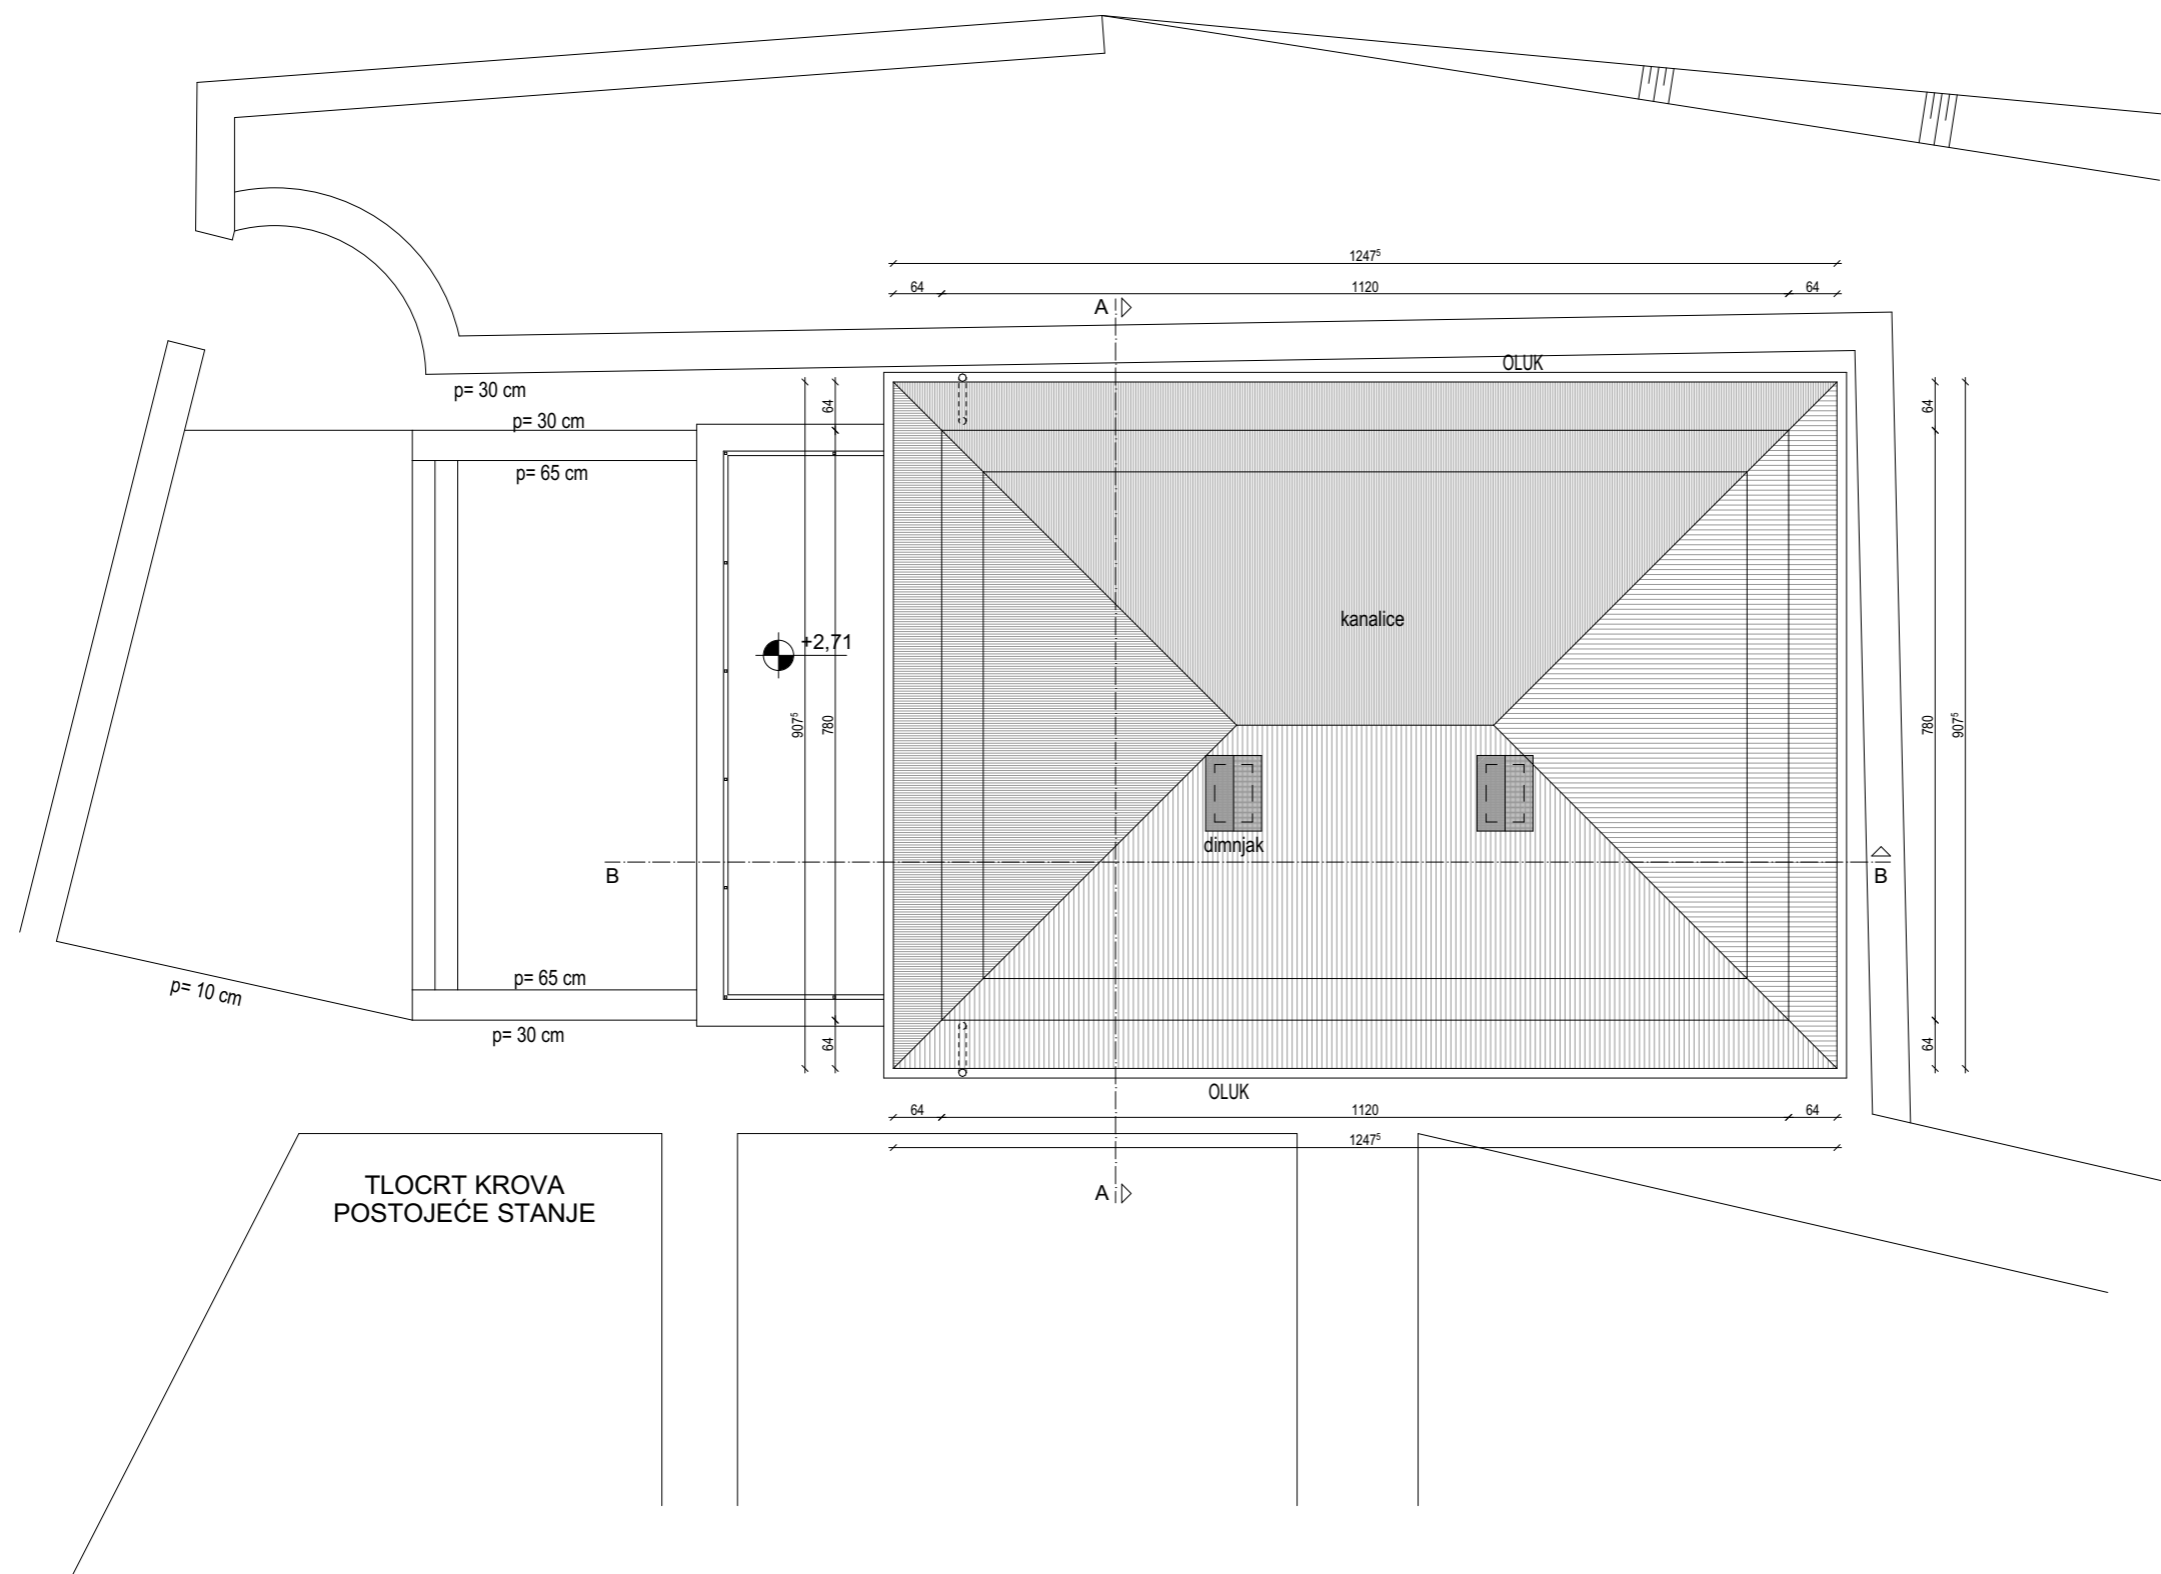 1247⁵
64
1120
64
A
OLUK
p= 30 cm
p= 30 cm
p= 65 cm
64
64
kanalice
+2,71
907⁵
780
780
907⁵
dimnjak
B
B
p= 65 cm
p= 10 cm
p= 30 cm
64
64
OLUK
64
1120
64
1247⁵
A
TLOCRT KROVA
POSTOJEĆE STANJE